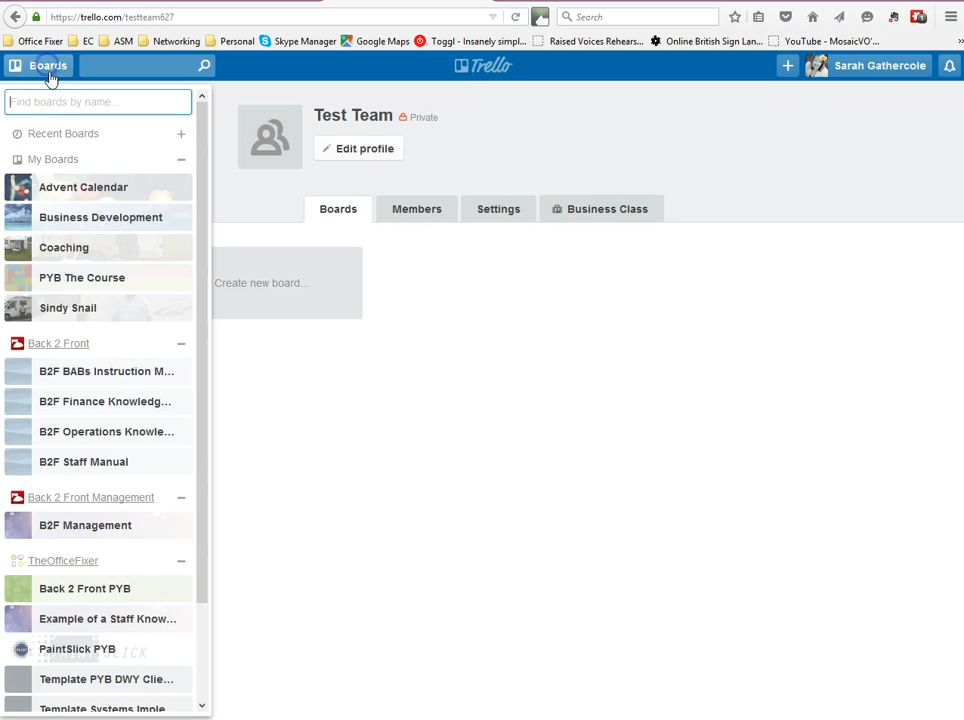 https://trello.com/testteam627
Search
Office Fixer EC ASM Networking Personal Skype Manager Google Maps Toggl - Insanely simpl... Raised Voices Rehears... Online British Sign Lan... YouTube - MosaicVO'...
Boards Trello Sarah Gathercole
Find boards by name...
Recent Boards
My Boards
Advent Calendar
Business Development
Coaching
PYB The Course
Sindy Snail
Back 2 Front
B2F BABs Instruction M...
B2F Finance Knowledg...
B2F Operations Knowle...
B2F Staff Manual
Back 2 Front Management
B2F Management
TheOfficeFixer
Back 2 Front PYB
Example of a Staff Know...
PaintSlick PYB
Template PYB DWY Clie...
Template Systems Imple
Test Team Private
Edit profile
Boards Members Settings Business Class
Create new board...